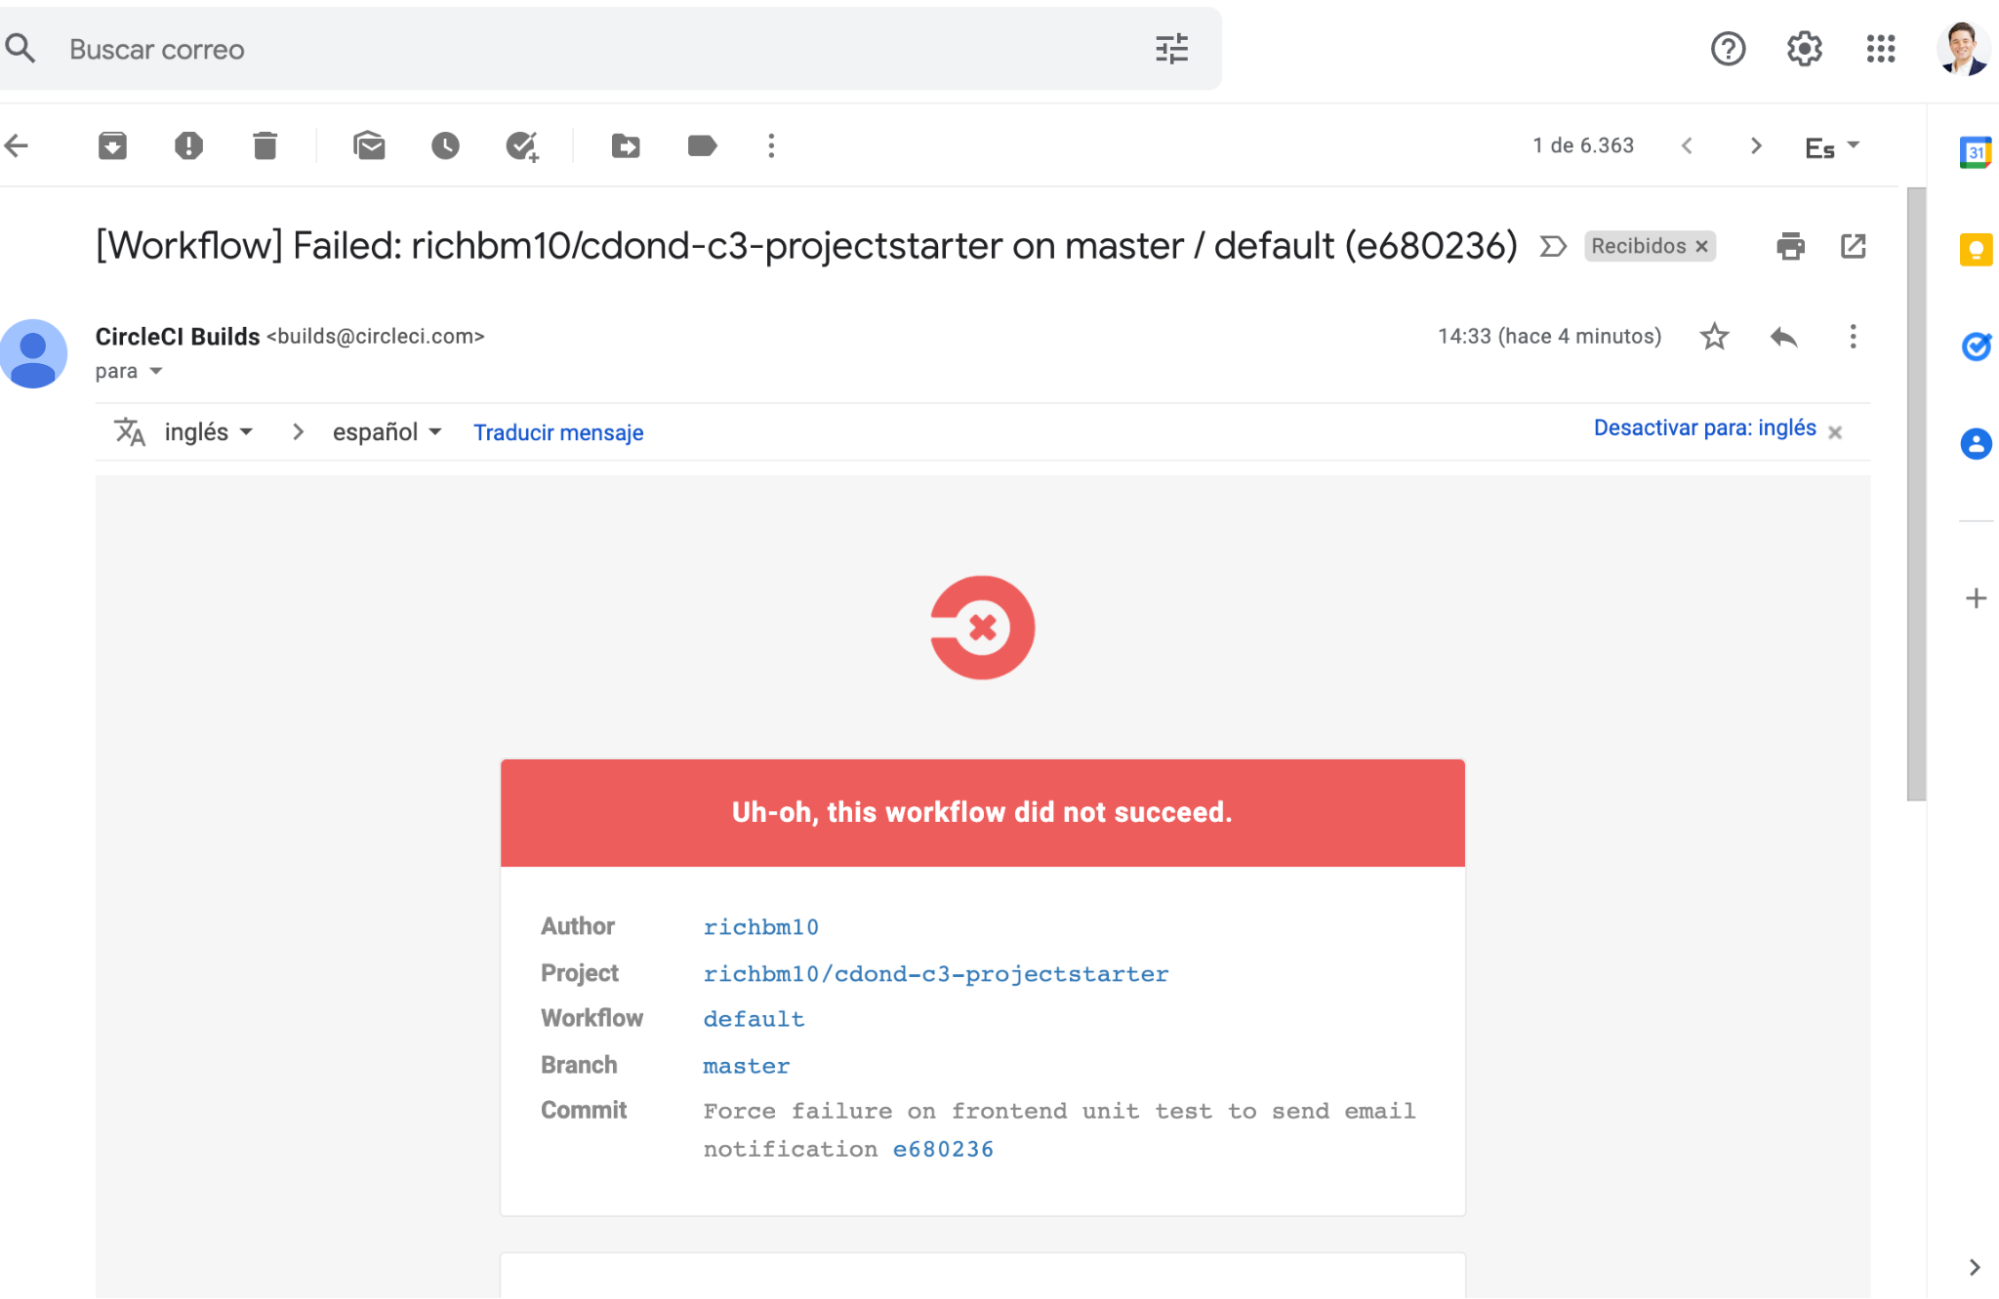 Buscar correo
1 de 6.363
Es
[Workflow] Failed: richbm10/cdond-c3-projectstarter on master / default (e680236)
Recibidos ×
CircleCI Builds <builds@circleci.com>
14:33 (hace 4 minutos)
para
inglés > español Traducir mensaje
Desactivar para: inglés ×
Uh-oh, this workflow did not succeed.
Author richbm10
Project richbm10/cdond-c3-projectstarter
Workflow default
Branch master
Commit Force failure on frontend unit test to send email
notification e680236
31